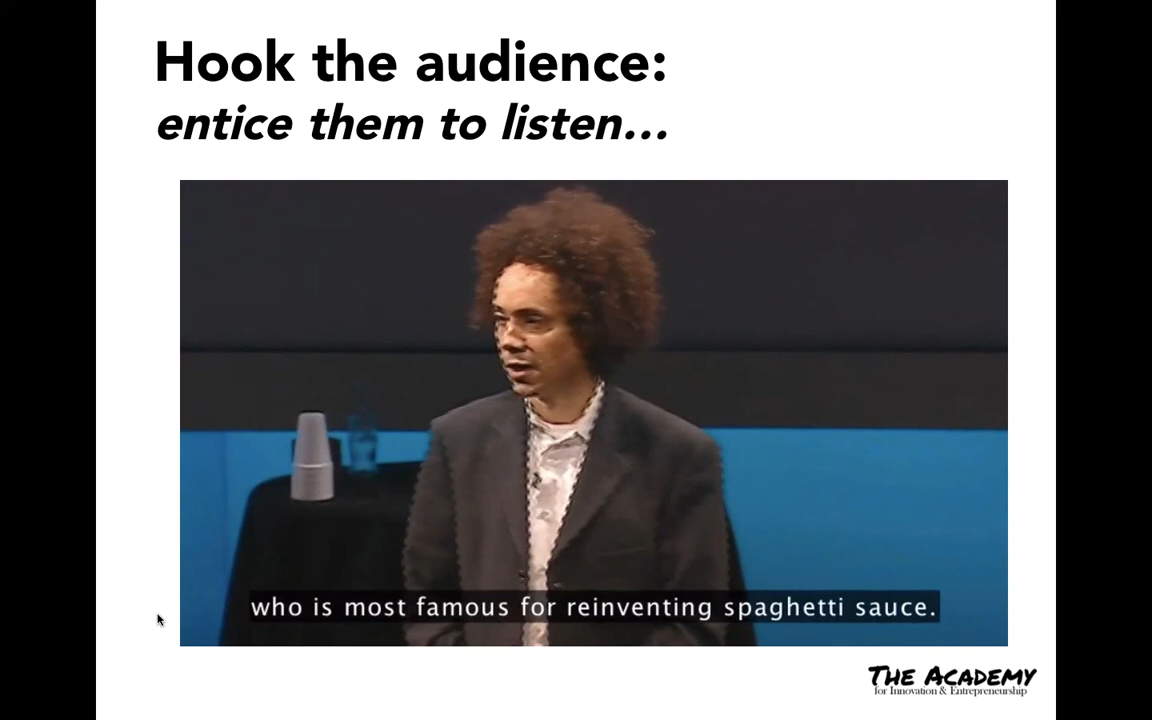 Hook the audience:
entice them to listen...
who is most famous for reinventing spaghetti sauce.
The Academy
for Innovation & Entrepreneurship